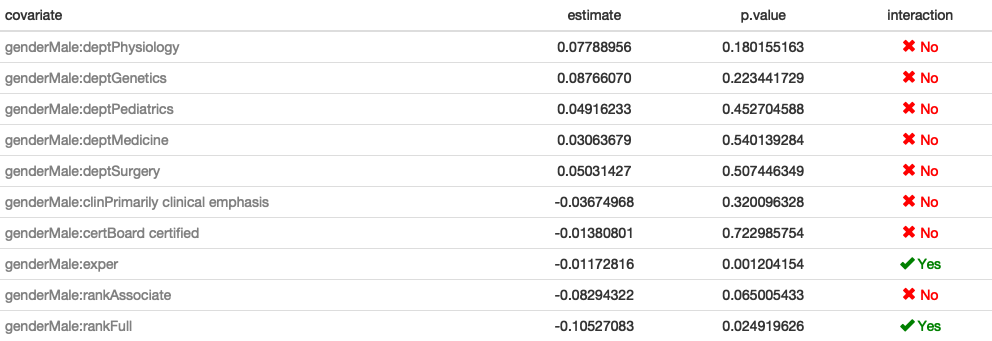 covariate estimate p.value interaction
genderMale:deptPhysiology 0.07788956 0.180155163 ✖ No
genderMale:deptGenetics 0.08766070 0.223441729 ✖ No
genderMale:deptPediatrics 0.04916233 0.452704588 ✖ No
genderMale:deptMedicine 0.03063679 0.540139284 ✖ No
genderMale:deptSurgery 0.05031427 0.507446349 ✖ No
genderMale:clinPrimarily clinical emphasis -0.03674968 0.320096328 ✖ No
genderMale:certBoard certified -0.01380801 0.722985754 ✖ No
genderMale:exper -0.01172816 0.001204154 ✔ Yes
genderMale:rankAssociate -0.08294322 0.065005433 ✖ No
genderMale:rankFull -0.10527083 0.024919626 ✔ Yes